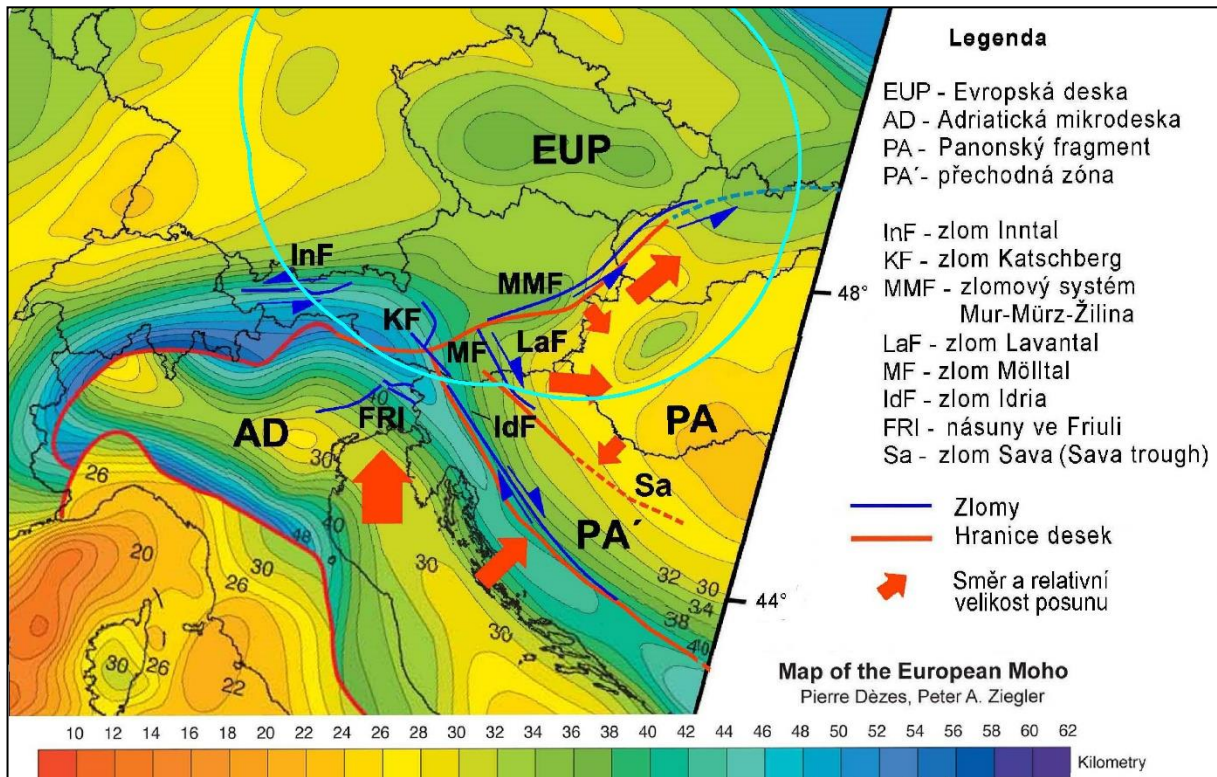 EUP
InF
KF
MMF
MF
LaF
FRI
AD
IdF
PA
Sa
PA´
40
30
26
40
48
30
20
26
26
30
26
22
30
32
30
34
38
40
48°
44°
Legenda
EUP - Evropská deska
AD - Adriatická mikrodeska
PA - Panonský fragment
PA´ - přechodná zóna
InF - zlom Inntal
KF - zlom Katschberg
MMF - zlomový systém
Mur-Mürz-Žilina
LaF - zlom Lavantal
MF - zlom Mölltal
IdF - zlom Idria
FRI - násuny ve Friuli
Sa - zlom Sava (Sava trough)
Zlomy
Hranice desek
Směr a relativní
velikost posunu
Map of the European Moho
Pierre Dèzes, Peter A. Ziegler
10 12 14 16 18 20 22 24 26 28 30 32 34 36 38 40 42 44 46 48 50 52 54 56 58 60 62
Kilometry